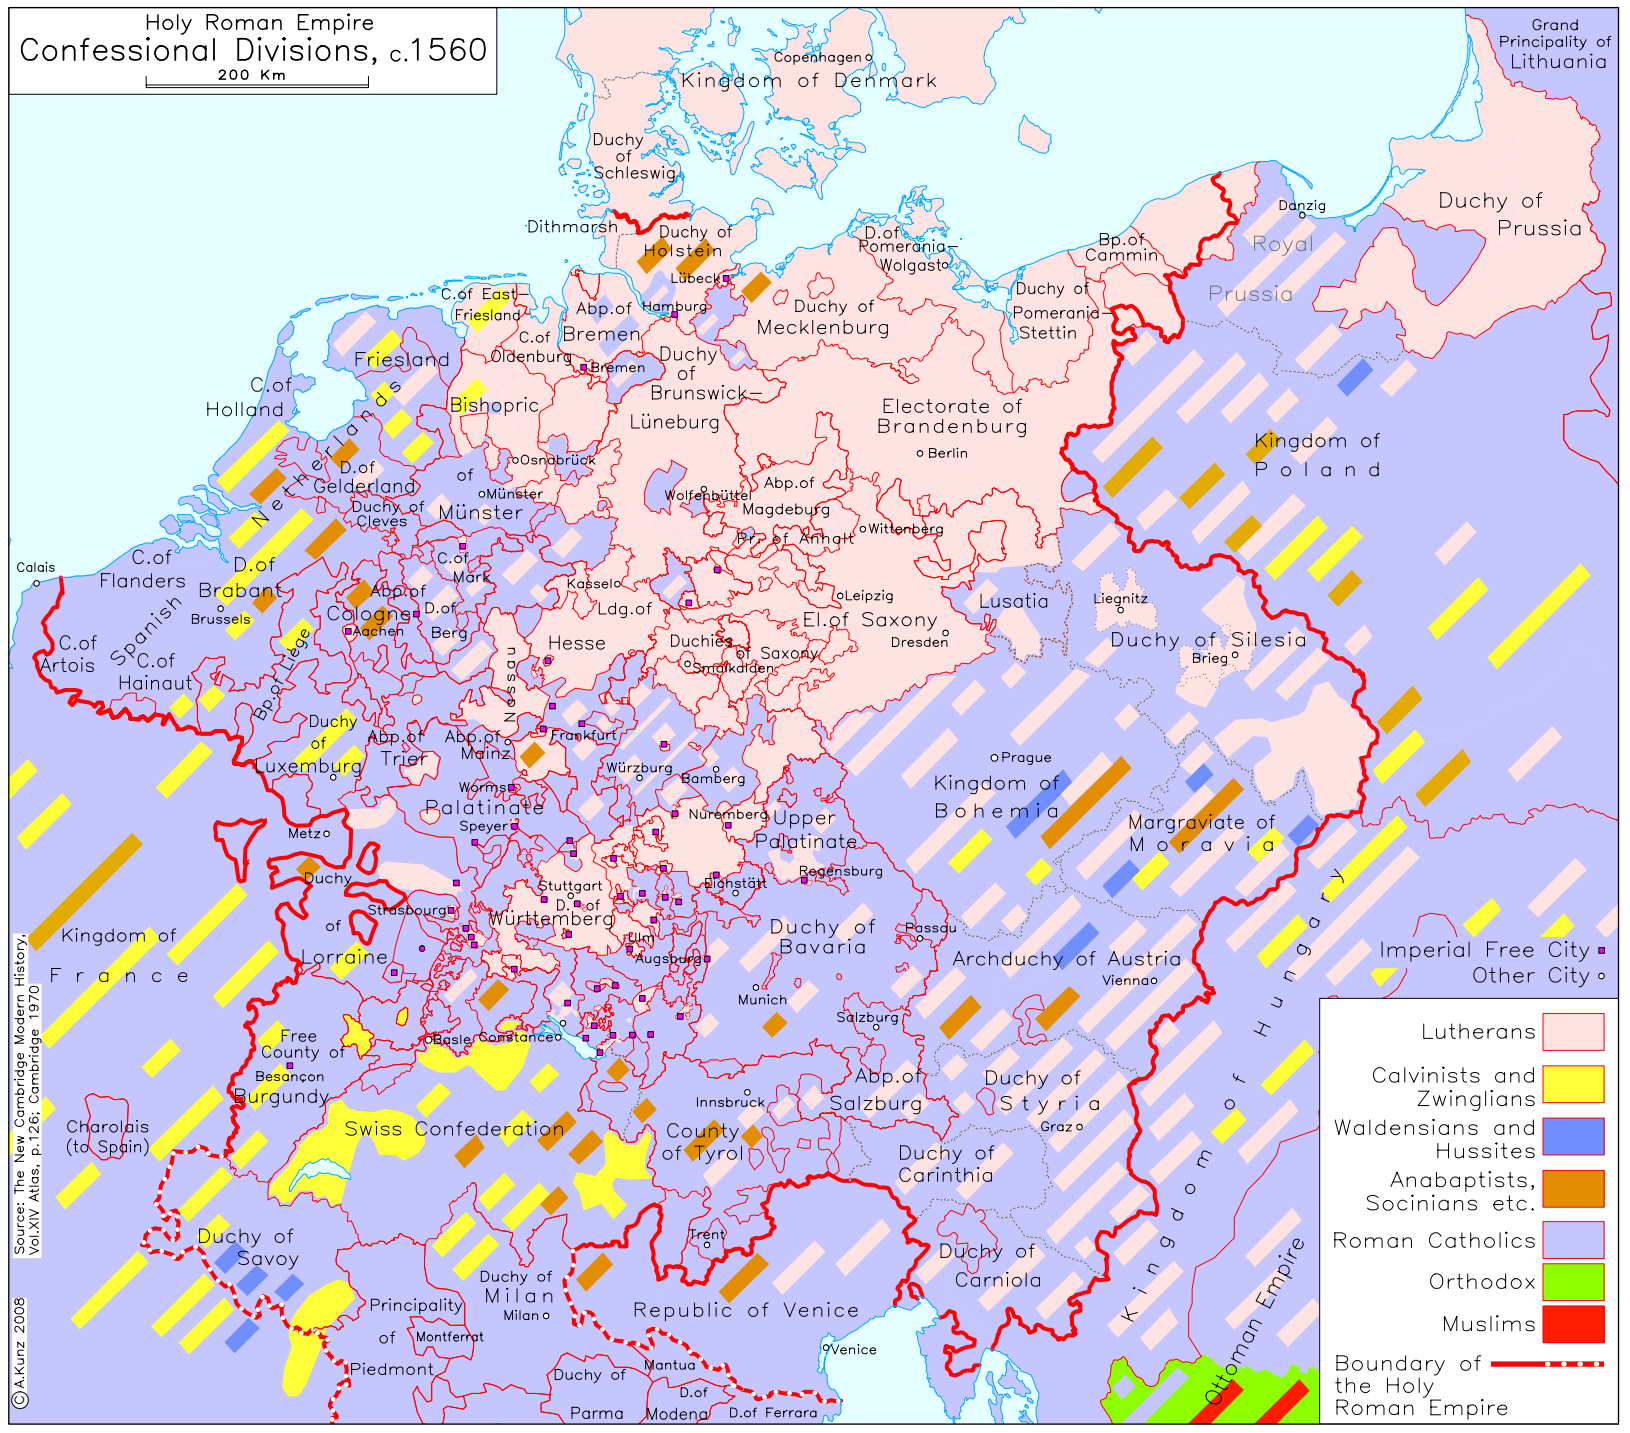 Holy Roman Empire
Confessional Divisions, c.1560
200 Km
Grand
Principality of
Lithuania
Copenhagen
Kingdom of Denmark
Duchy
of
Schleswig
Duchy of
Prussia
Danzig
Royal
Prussia
Dithmarsh
Duchy of
Holstein
Lübeck
D.of
Pomerania-
Wolgast
Bp.of
Cammin
Duchy of
Pomerania-
Stettin
C.of East-
Friesland
Abp.of
Bremen
Hamburg
Duchy of
Mecklenburg
C.of
Oldenburg
Bremen
Duchy
of
Brunswick-
Lüneburg
Friesland
C.of
Holland
Netherlands
Spanish
Bishopric
of
Münster
Osnabrück
Münster
Electorate of
Brandenburg
Berlin
Kingdom of
Poland
D.of
Gelderland
Duchy of
Cleves
Wolfenbüttel
Abp.of
Magdeburg
Wittenberg
Pr. of Anhalt
Calais
C.of
Flanders
D.of
Brabant
Brussels
C.of
Mark
Abp.of
Cologne
Aachen
D.of
Berg
Kassel
Ldg.of
Hesse
Leipzig
El.of Saxony
Dresden
Duchies
of Saxony
Smalkalden
Lusatia
Liegnitz
Duchy of Silesia
Brieg
C.of
Artois
C.of
Hainaut
Bp.of Liège
Nassau
Duchy
of
Luxemburg
Abp.of
Trier
Abp.of
Mainz
Frankfurt
Würzburg
Bamberg
Prague
Kingdom of
Bohemia
Worms
Palatinate
Speyer
Nuremberg
Upper
Palatinate
Margraviate of
Moravia
Metz
Duchy
of
Lorraine
Strasbourg
Stuttgart
D. of
Württemberg
Ulm
Augsburg
Eichstätt
Regensburg
Duchy of
Bavaria
Passau
Munich
Archduchy of Austria
Vienna
Kingdom of
France
Kingdom of Hungary
Free
County of
Besançon
Burgundy
Basle
Constance
Salzburg
Abp.of
Salzburg
Duchy of
Styria
Graz
Charolais
(to Spain)
Swiss Confederation
Innsbruck
County
of Tyrol
Duchy of
Carinthia
Duchy of
Savoy
Trent
Duchy of
Carniola
Duchy of
Milan
Milan
Republic of Venice
Venice
Principality
of
Piedmont
Montferrat
Mantua
Duchy of
Parma
D.of
Modena
D.of Ferrara
Ottoman Empire
Imperial Free City
Other City
Lutherans
Calvinists and
Zwinglians
Waldensians and
Hussites
Anabaptists,
Socinians etc.
Roman Catholics
Orthodox
Muslims
Boundary of
the Holy
Roman Empire
Source: The New Cambridge Modern History,
Vol.XIV Atlas, p.126; Cambridge 1970
©A.Kunz 2008